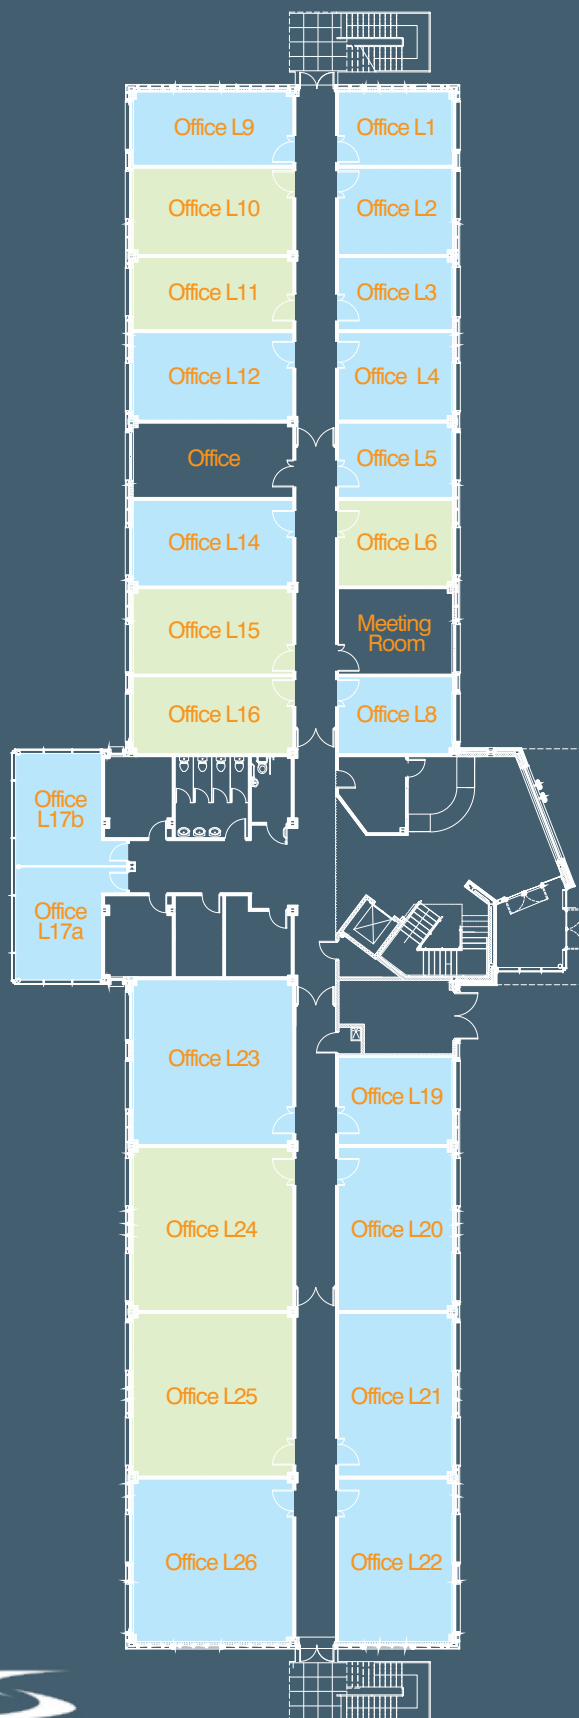 Office L9
Office L1
Office L10
Office L2
Office L11
Office L3
Office L12
Office L4
Office
Office L5
Office L14
Office L6
Office L15
Meeting
Room
Office L16
Office L8
Office
L17b
Office
L17a
Office L23
Office L19
Office L24
Office L20
Office L25
Office L21
Office L26
Office L22